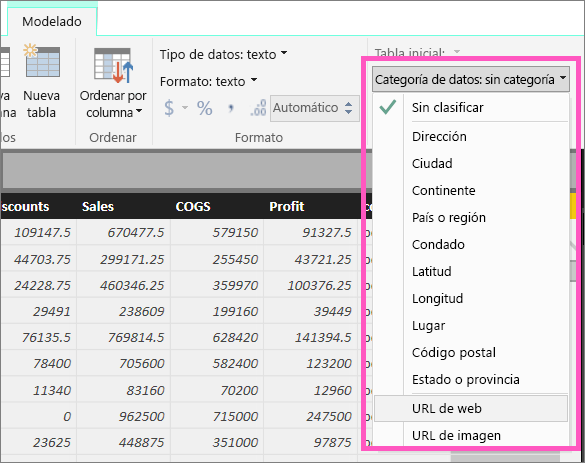 Modelado
Tipo de datos: texto
Tabla inicial:
Nueva
tabla
Ordenar por
columna
Formato: texto
$ % , .00 Automático
Ordenar
Formato
Categoría de datos: sin categoría
Sin clasificar
Dirección
Ciudad
Continente
País o región
Condado
Latitud
Longitud
Lugar
Código postal
Estado o provincia
URL de web
URL de imagen
scounts Sales COGS Profit
109147.5 670477.5 579150 91327.5
44703.75 299171.25 255450 43721.25
24228.75 460346.25 359970 100376.25
29491 238609 199160 39449
76135.5 769814.5 628420 141394.5
78400 705600 582400 123200
11340 83160 70200 12960
0 962500 715000 247500
23625 448875 351000 97875